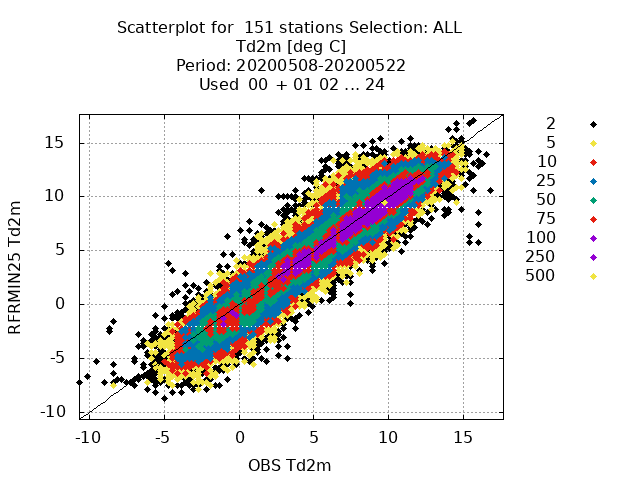 Scatterplot for  151 stations Selection: ALL
Td2m [deg C]
Period: 20200508-20200522
Used  00 + 01 02 ... 24
RFRMIN25 Td2m
15
10
5
0
-5
-10
-10 -5 0 5 10 15
OBS Td2m
2
5
10
25
50
75
100
250
500